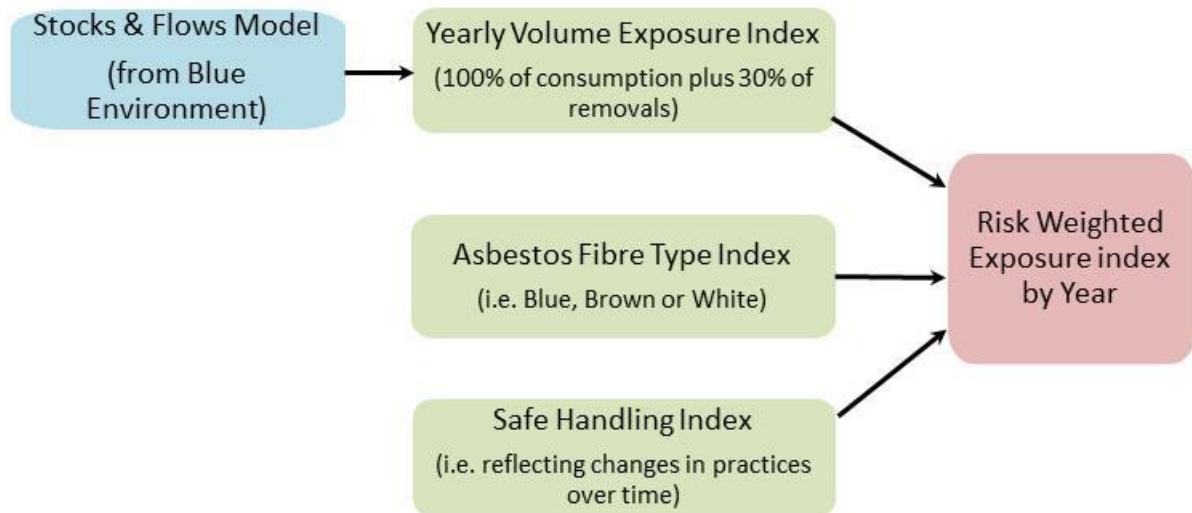 Stocks & Flows Model
(from Blue
Environment)
Yearly Volume Exposure Index
(100% of consumption plus 30% of
removals)
Asbestos Fibre Type Index
(i.e. Blue, Brown or White)
Safe Handling Index
(i.e. reflecting changes in practices
over time)
Risk Weighted
Exposure index
by Year